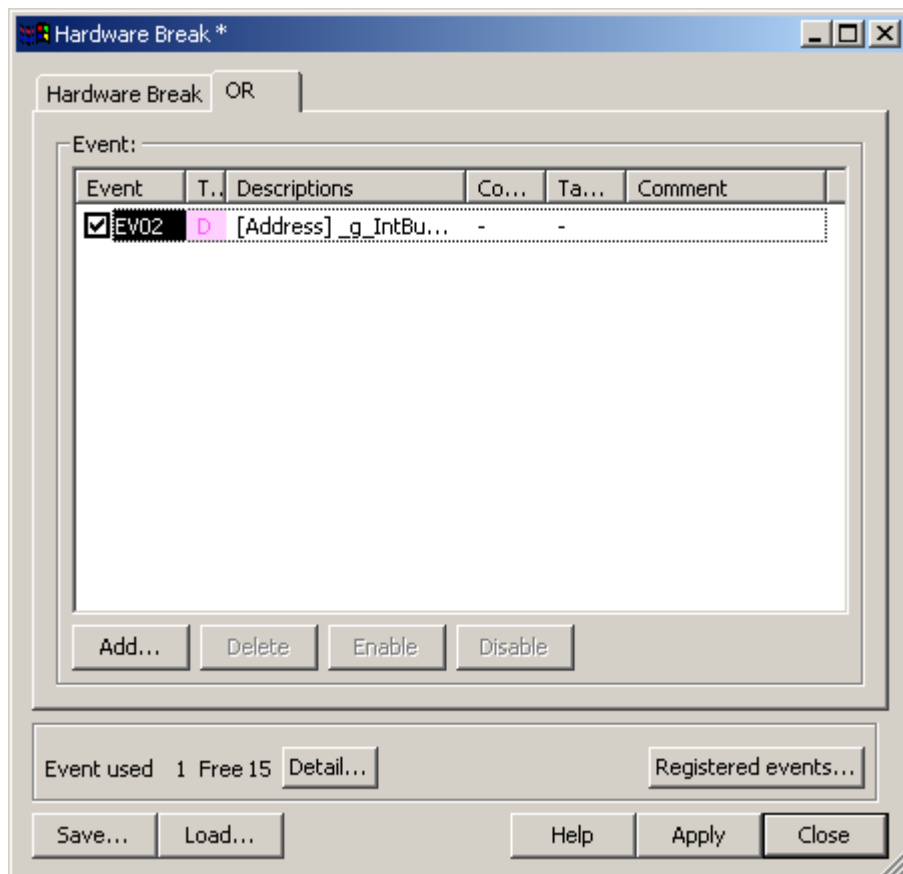 Hardware Break *
Hardware Break OR
Event:
Event T.. Descriptions Co... Ta... Comment
EV02 D [Address] _g_IntBu... - -
Add... Delete Enable Disable
Event used 1 Free 15 Detail... Registered events...
Save... Load... Help Apply Close